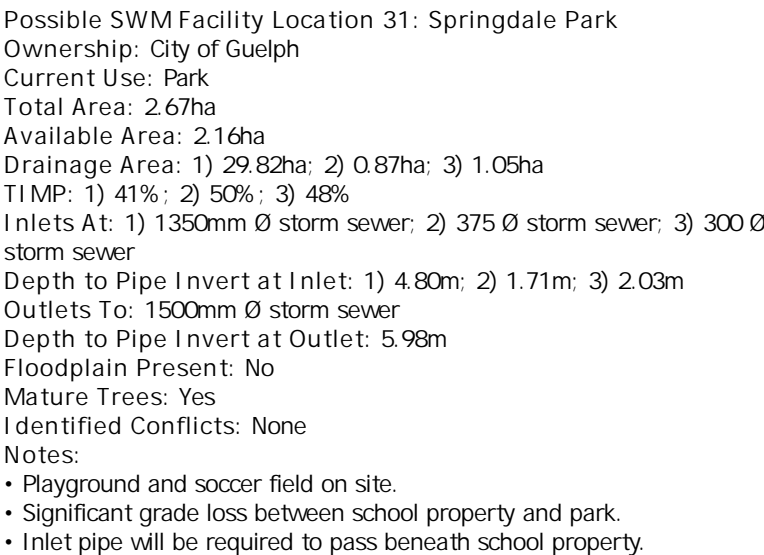 Possible SWM Facility Location 31: Springdale Park
Ownership: City of Guelph
Current Use: Park
Total Area: 2.67ha
Available Area: 2.16ha
Drainage Area: 1) 29.82ha; 2) 0.87ha; 3) 1.05ha
TIMP: 1) 41%; 2) 50%; 3) 48%
Inlets At: 1) 1350mm Ø storm sewer; 2) 375 Ø storm sewer; 3) 300 Ø
storm sewer
Depth to Pipe Invert at Inlet: 1) 4.80m; 2) 1.71m; 3) 2.03m
Outlets To: 1500mm Ø storm sewer
Depth to Pipe Invert at Outlet: 5.98m
Floodplain Present: No
Mature Trees: Yes
Identified Conflicts: None
Notes:
• Playground and soccer field on site.
• Significant grade loss between school property and park.
• Inlet pipe will be required to pass beneath school property.